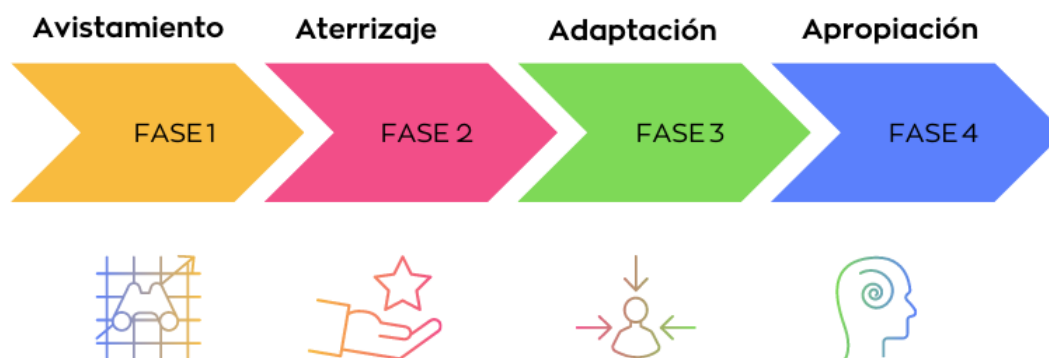 Avistamiento Aterrizaje Adaptación Apropiación
FASE 1 FASE 2 FASE 3 FASE 4